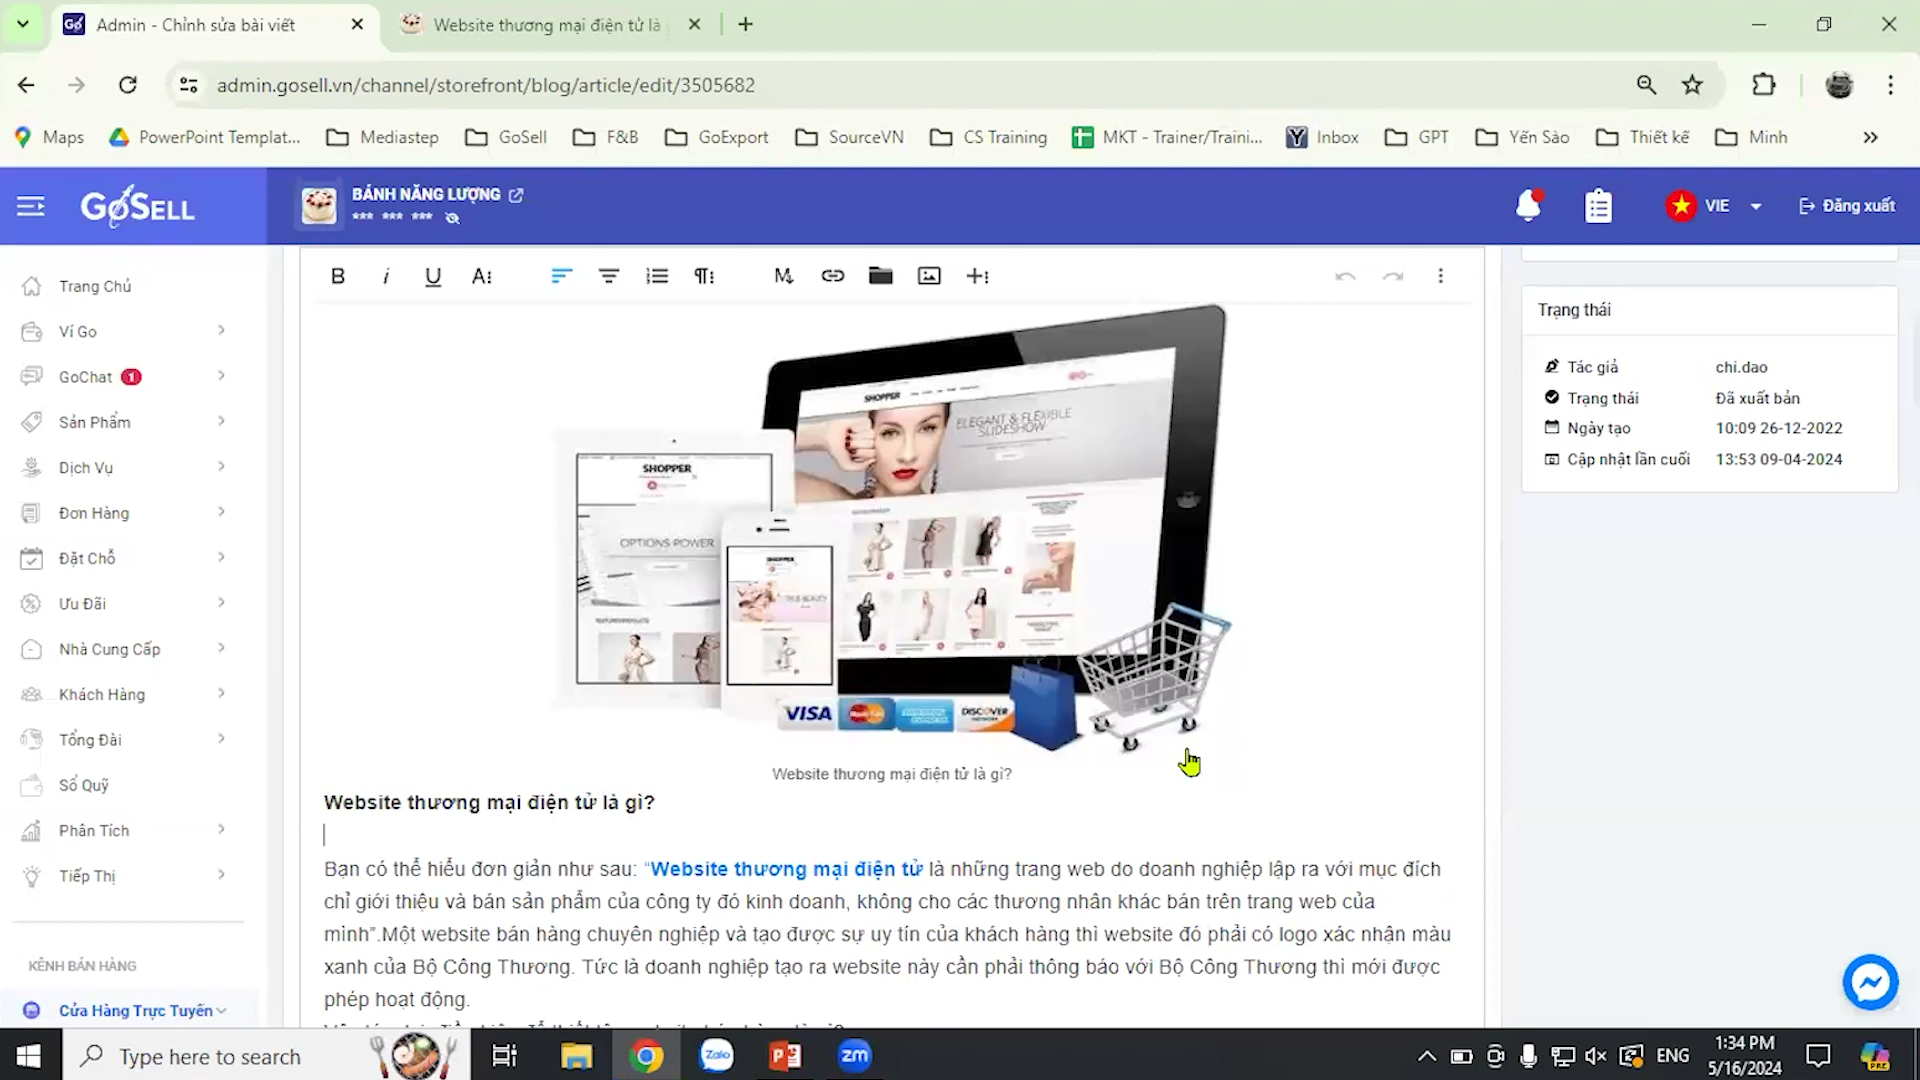 Admin - Chỉnh sửa bài viết
Website thương mại điện tử là
admin.gosell.vn/channel/storefront/blog/article/edit/3505682
Maps
PowerPoint Templat...
Mediastep
GoSell
F&B
GoExport
SourceVN
CS Training
MKT - Trainer/Traini...
Inbox
GPT
Yến Sào
Thiết kế
Minh
GOSELL
BÁNH NĂNG LƯỢNG
*** *** ***
VIE
Đăng xuất
Trang Chủ
Ví Go
GoChat 1
Sản Phẩm
Dịch Vụ
Đơn Hàng
Đặt Chỗ
Ưu Đãi
Nhà Cung Cấp
Khách Hàng
Tổng Đài
Sổ Quỹ
Phân Tích
Tiếp Thị
KÊNH BÁN HÀNG
Cửa Hàng Trực Tuyến
SHOPPER
ELEGANT & FLEXIBLE
SLIDESHOW
SHOPPER
OPTIONS POWER
VISA
DISCOVER
Website thương mại điện tử là gì?
Website thương mại điện tử là gì?
Bạn có thể hiểu đơn giản như sau: “Website thương mại điện tử là những trang web do doanh nghiệp lập ra với mục đích
chỉ giới thiệu và bán sản phẩm của công ty đó kinh doanh, không cho các thương nhân khác bán trên trang web của
mình”.Một website bán hàng chuyên nghiệp và tạo được sự uy tín của khách hàng thì website đó phải có logo xác nhận màu
xanh của Bộ Công Thương. Tức là doanh nghiệp tạo ra website này cần phải thông báo với Bộ Công Thương thì mới được
phép hoạt động.
Trạng thái
Tác giả chi.dao
Trạng thái Đã xuất bản
Ngày tạo 10:09 26-12-2022
Cập nhật lần cuối 13:53 09-04-2024
Type here to search
Zalo
zm
ENG
1:34 PM
5/16/2024